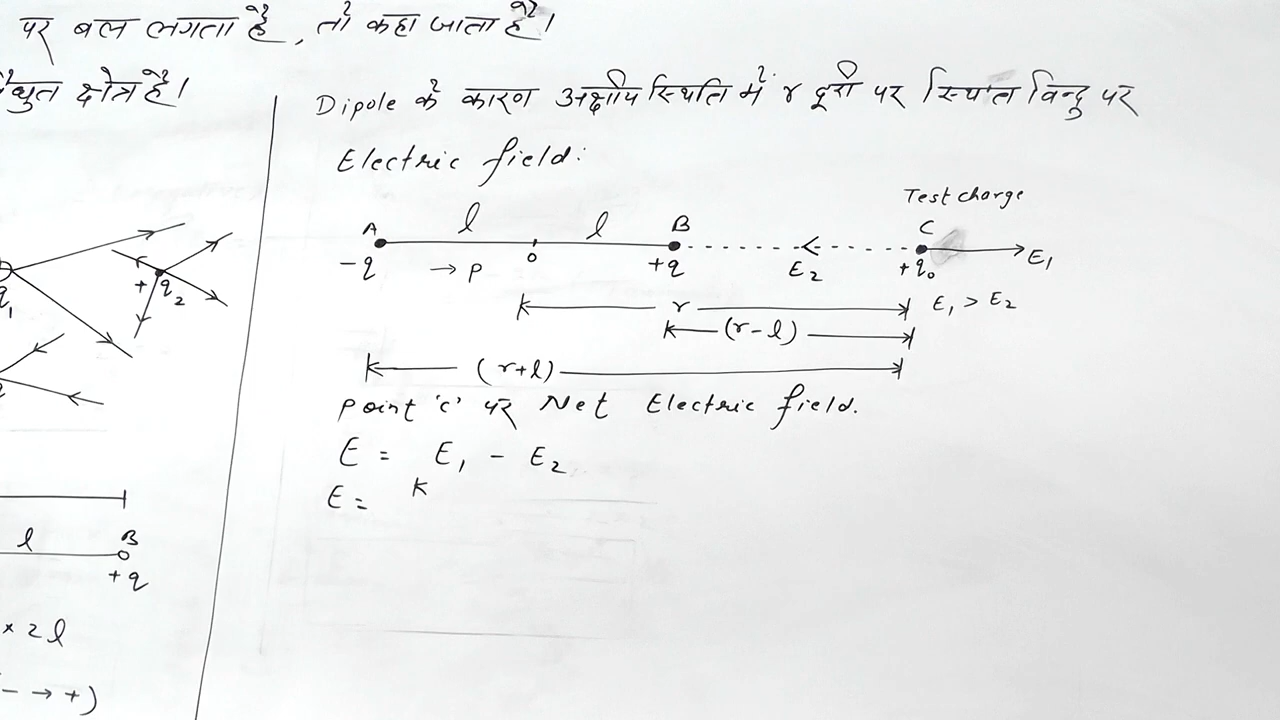 पर बल लगता है, तो कहा जाता है।
द्युत क्षेत्र है।
+q₂
q₁
l
B
+q
× 2l
- → +)
Dipole के कारण अक्षीय स्थिति में r दूरी पर स्थित बिन्दु पर
Electric field:
Test charge
A l l B C
o
-q → P +q E₂ +q₀ E₁
r E₁ > E₂
(r-l)
(r+l)
Point 'c' पर Net Electric field.
E = E₁ - E₂
E = K